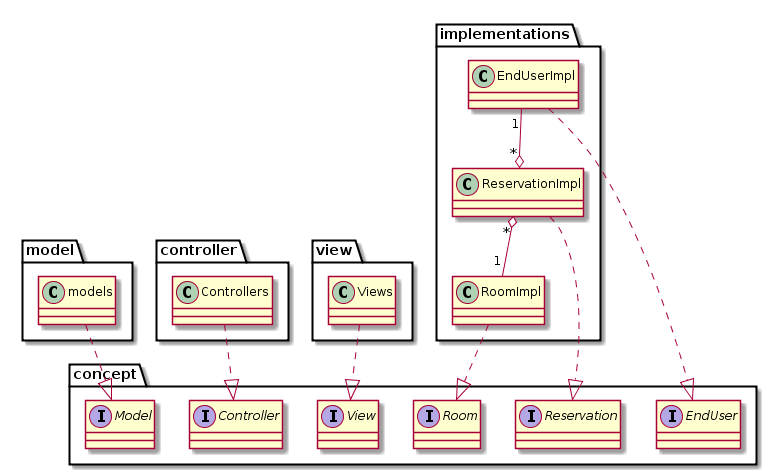 implementations
C EndUserImpl
1
*
C ReservationImpl
*
1
model
controller
view
C models
C Controllers
C Views
C RoomImpl
concept
I Model
I Controller
I View
I Room
I Reservation
I EndUser